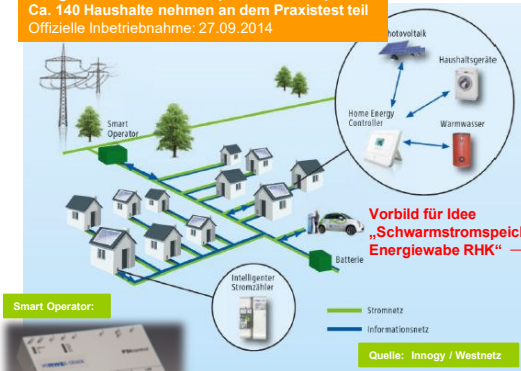 Ca. 140 Haushalte nehmen an dem Praxistest teil
Offizielle Inbetriebnahme: 27.09.2014
Photovoltaik
Haushaltsgeräte
Home Energy
Controller
Warmwasser
Smart
Operator
Vorbild für Idee
„Schwarmstromspeich
Energiewabe RHK“ –
Batterie
Intelligenter
Stromzähler
Smart Operator:
Stromnetz
Informationsnetz
Quelle: Innogy / Westnetz